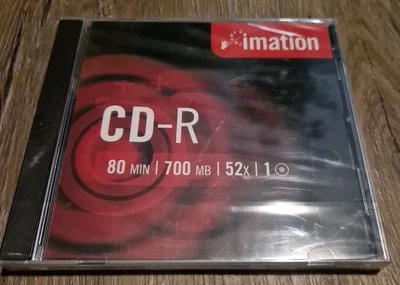 imation
CD-R
80 MIN | 700 MB | 52x | 1